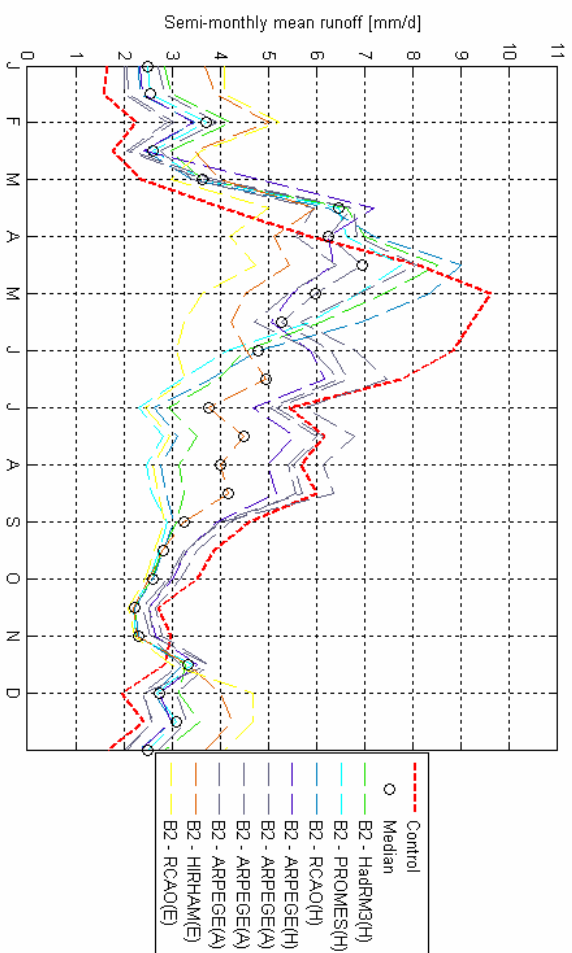 Semi-monthly mean runoff [mm/d]
0 1 2 3 4 5 6 7 8 9 10 11
J
F
M
A
M
J
J
A
S
O
N
D
Control
Median
B2 - HadRM3(H)
B2 - PROMES(H)
B2 - RCAO(H)
B2 - ARPEGE(H)
B2 - ARPEGE(A)
B2 - ARPEGE(A)
B2 - ARPEGE(A)
B2 - HIRHAM(E)
B2 - RCAO(E)